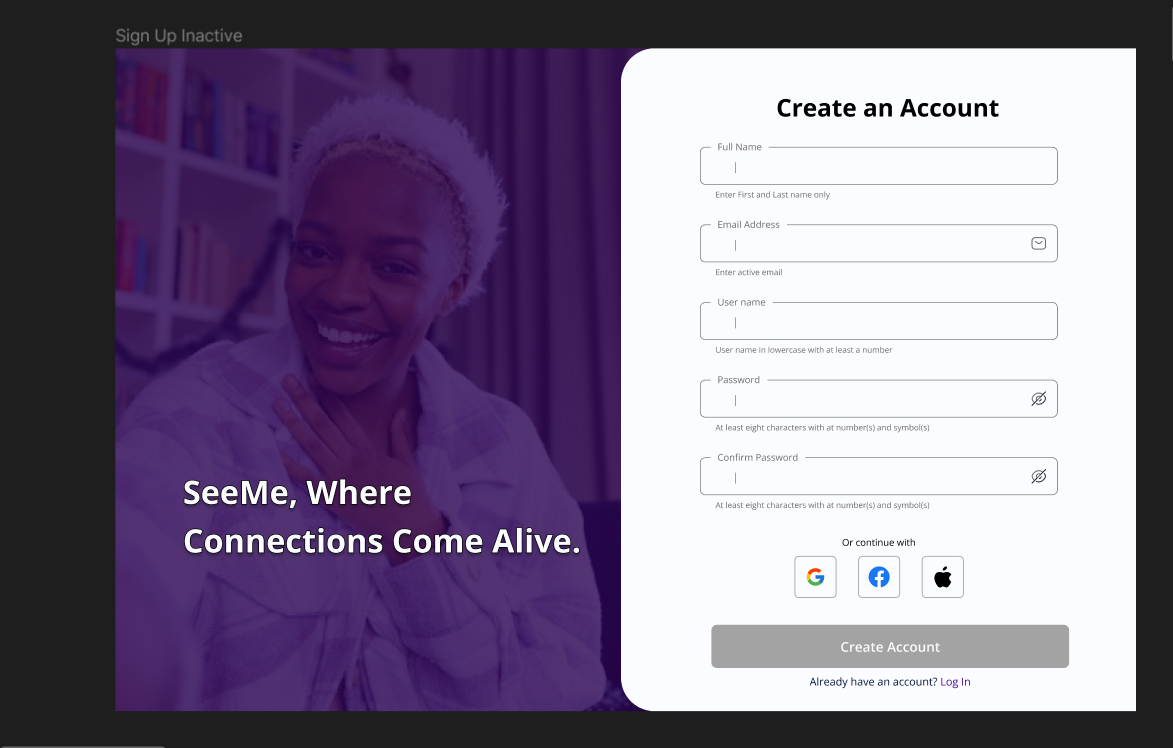 Sign Up Inactive
SeeMe, Where
Connections Come Alive.
Create an Account
Full Name
Enter First and Last name only
Email Address
Enter active email
User name
User name in lowercase with at least a number
Password
At least eight characters with at number(s) and symbol(s)
Confirm Password
At least eight characters with at number(s) and symbol(s)
Or continue with
Create Account
Already have an account? Log In